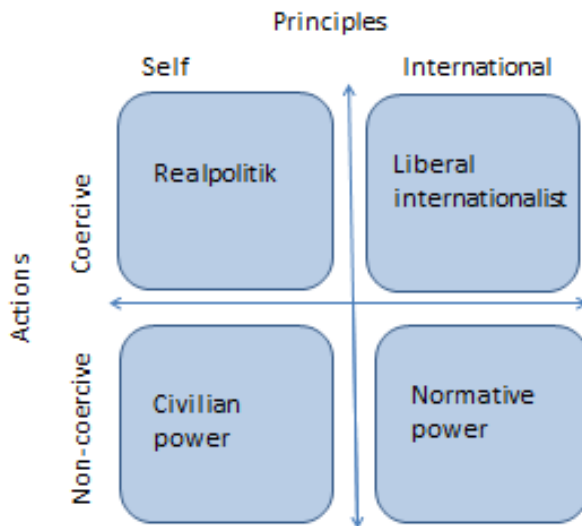 Principles
Self
International
Realpolitik
Liberal
internationalist
Actions
Coercive
Non-coercive
Civilian
power
Normative
power